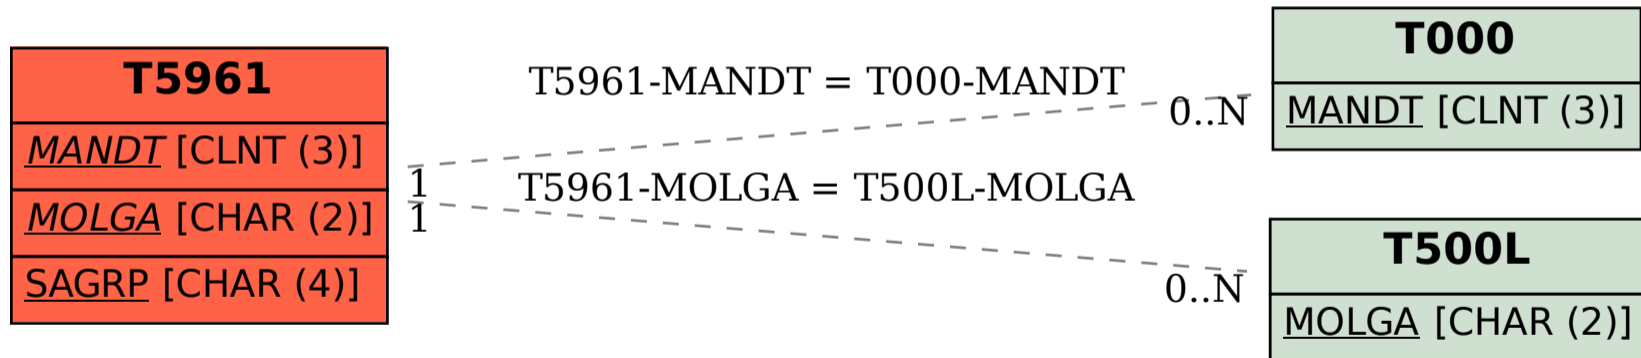 T5961
MANDT [CLNT (3)]
MOLGA [CHAR (2)]
SAGRP [CHAR (4)]
T5961-MANDT = T000-MANDT
0..N
1
T5961-MOLGA = T500L-MOLGA
1
0..N
T000
MANDT [CLNT (3)]
T500L
MOLGA [CHAR (2)]